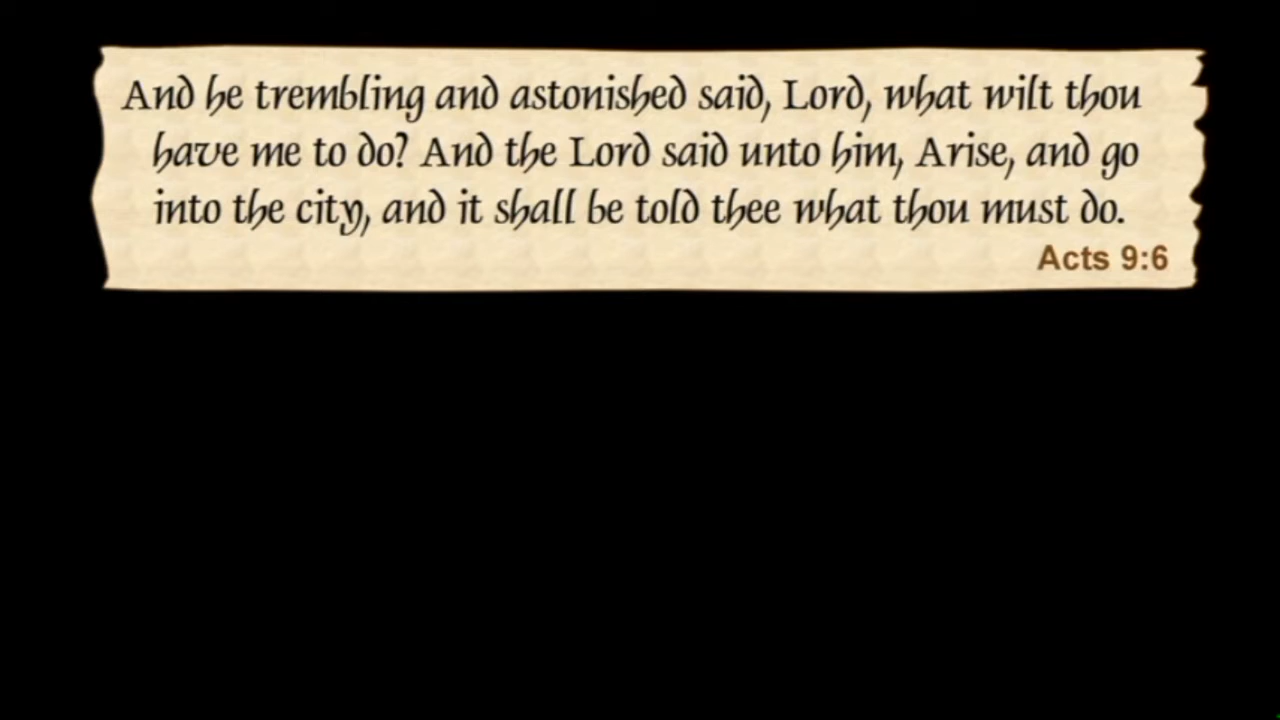 And he trembling and astonished said, Lord, what wilt thou
have me to do? And the Lord said unto him, Arise, and go
into the city, and it shall be told thee what thou must do.
Acts 9:6